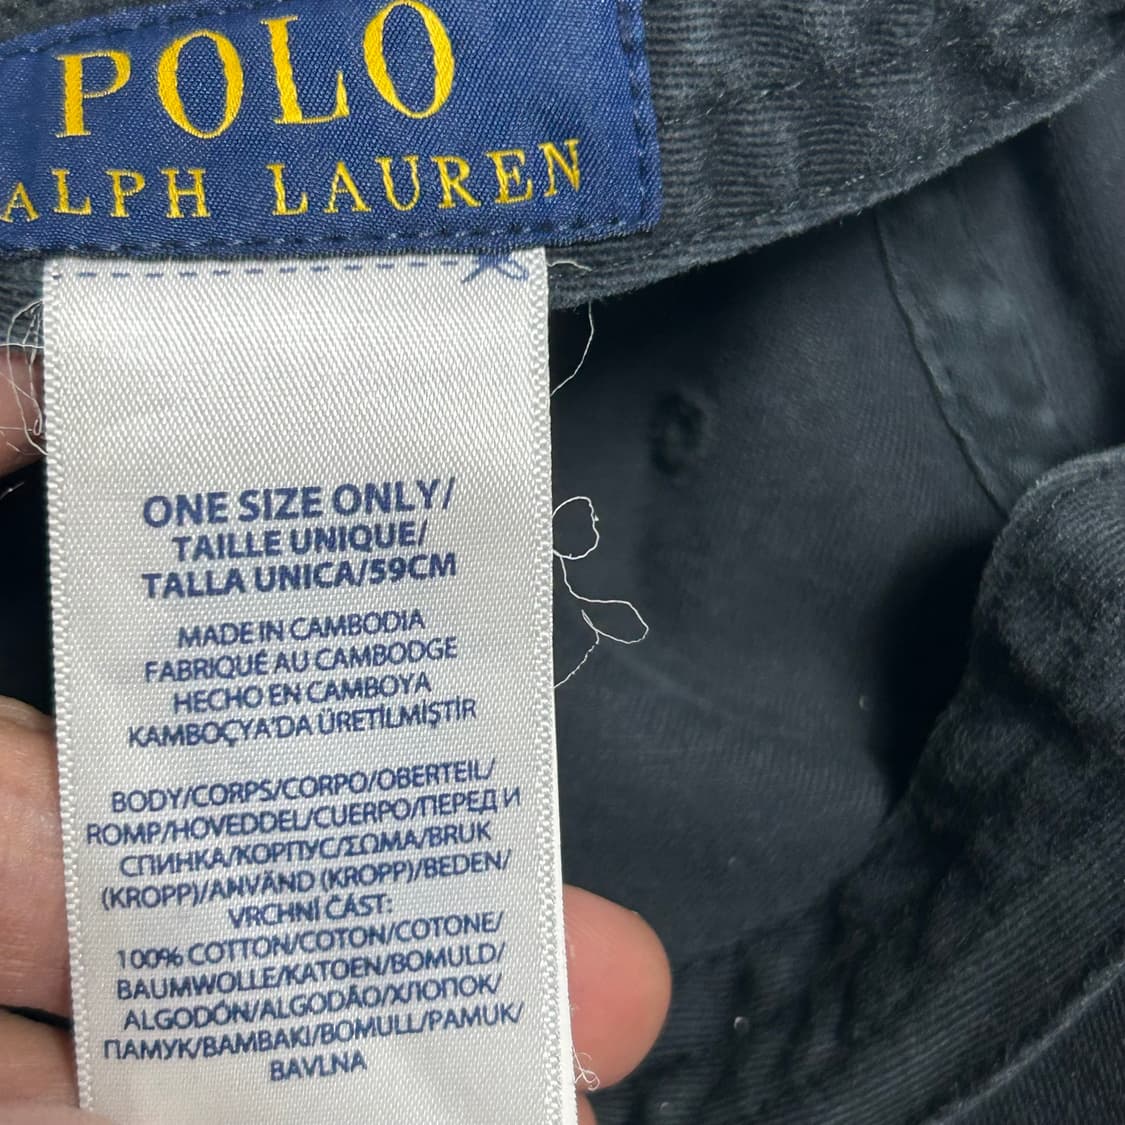 POLO
ALPH LAUREN
ONE SIZE ONLY/
TAILLE UNIQUE/
TALLA UNICA/59CM
MADE IN CAMBODIA
FABRIQUÉ AU CAMBODGE
HECHO EN CAMBOYA
KAMBOÇYA'DA ÜRETİLMİŞTİR
BODY/CORPS/CORPO/OBERTEIL/
ROMP/HOVEDDEL/CUERPO/ПЕРЕД И
СПИНКА/КОРПУС/ΣΩΜΑ/BRUK
(KROPP)/ANVÄND (KROPP)/BEDEN/
VRCHNÍ ČÁST:
100% COTTON/COTON/COTONE/
BAUMWOLLE/KATOEN/BOMULD/
ALGODÓN/ALGODÃO/ХЛОПОК/
ПАМУК/BAMBAKI/BOMULL/PAMUK/
BAVLNA